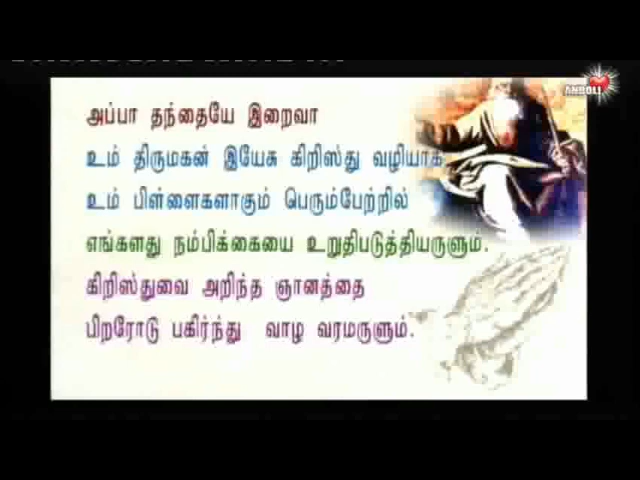 ANBOLI
அப்பா தந்தையே இறைவா
உம் திருமகன் இயேசு கிறிஸ்து வழியாக
உம் பிள்ளைகளாகும் பெரும்பேற்றில்
எங்களது நம்பிக்கையை உறுதிபடுத்தியருளும்.
கிறிஸ்துவை அறிந்த ஞானத்தை
பிறரோடு பகிர்ந்து வாழ வரமருளும்.